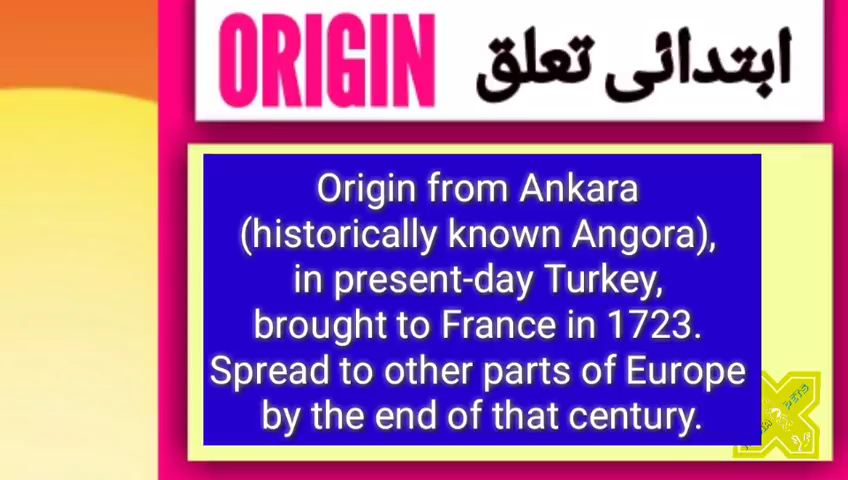 ORIGIN ابتدائی تعلق
Origin from Ankara
(historically known Angora),
in present-day Turkey,
brought to France in 1723.
Spread to other parts of Europe
by the end of that century.